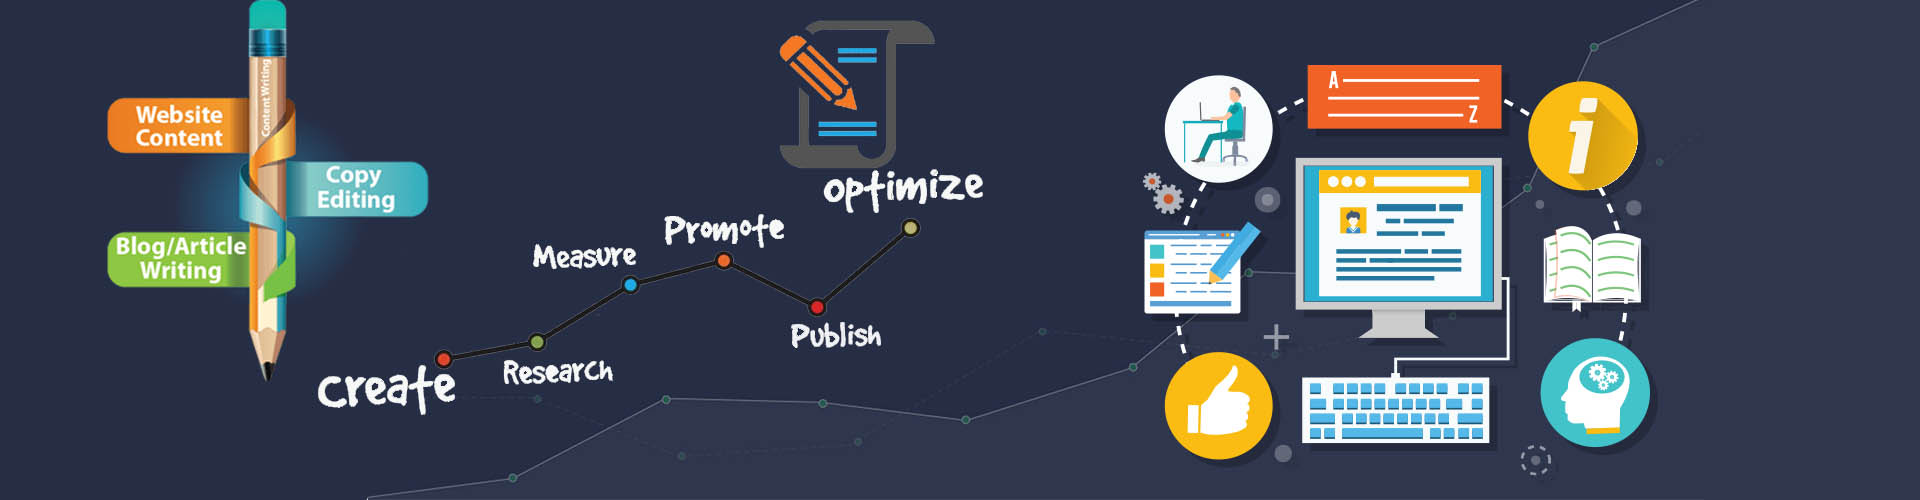 Content Writing
Website
Content
Copy
Editing
Blog/Article
Writing
create
Research
Measure
Promote
Publish
optimize
A
Z
i